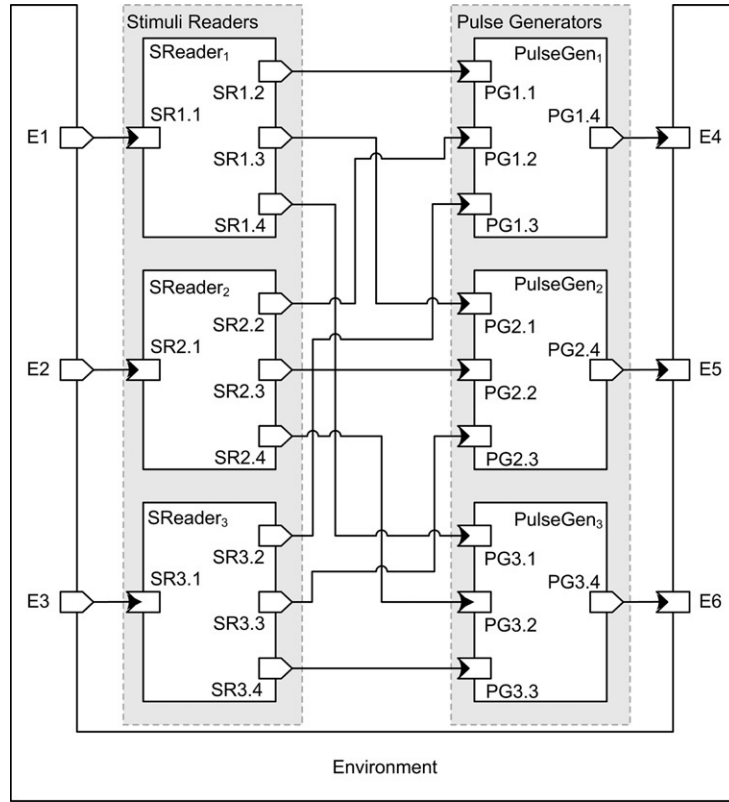 Stimuli Readers
Pulse Generators
SReader₁
SR1.1
SR1.2
SR1.3
SR1.4
PulseGen₁
PG1.1
PG1.2
PG1.3
PG1.4
E1
E4
SReader₂
SR2.1
SR2.2
SR2.3
SR2.4
PulseGen₂
PG2.1
PG2.2
PG2.3
PG2.4
E2
E5
SReader₃
SR3.1
SR3.2
SR3.3
SR3.4
PulseGen₃
PG3.1
PG3.2
PG3.3
PG3.4
E3
E6
Environment